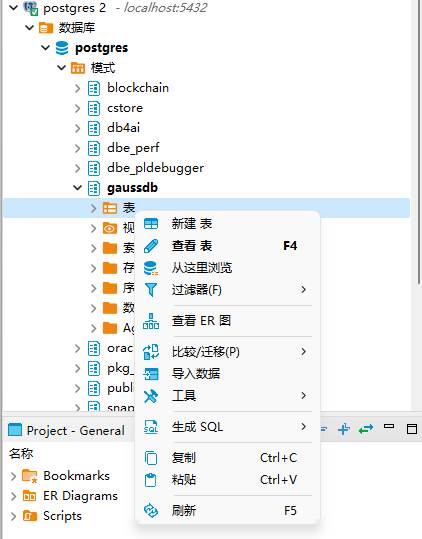 postgres 2 - localhost:5432
数据库
postgres
模式
blockchain
cstore
db4ai
dbe_perf
dbe_pldebugger
gaussdb
表
视
索
存
序
数
Ag
orac
pkg_
publi
snap
新建 表
查看 表 F4
从这里浏览
过滤器(F)
查看 ER 图
比较/迁移(P)
导入数据
工具
生成 SQL
复制 Ctrl+C
粘贴 Ctrl+V
刷新 F5
Project - General
名称
Bookmarks
ER Diagrams
Scripts